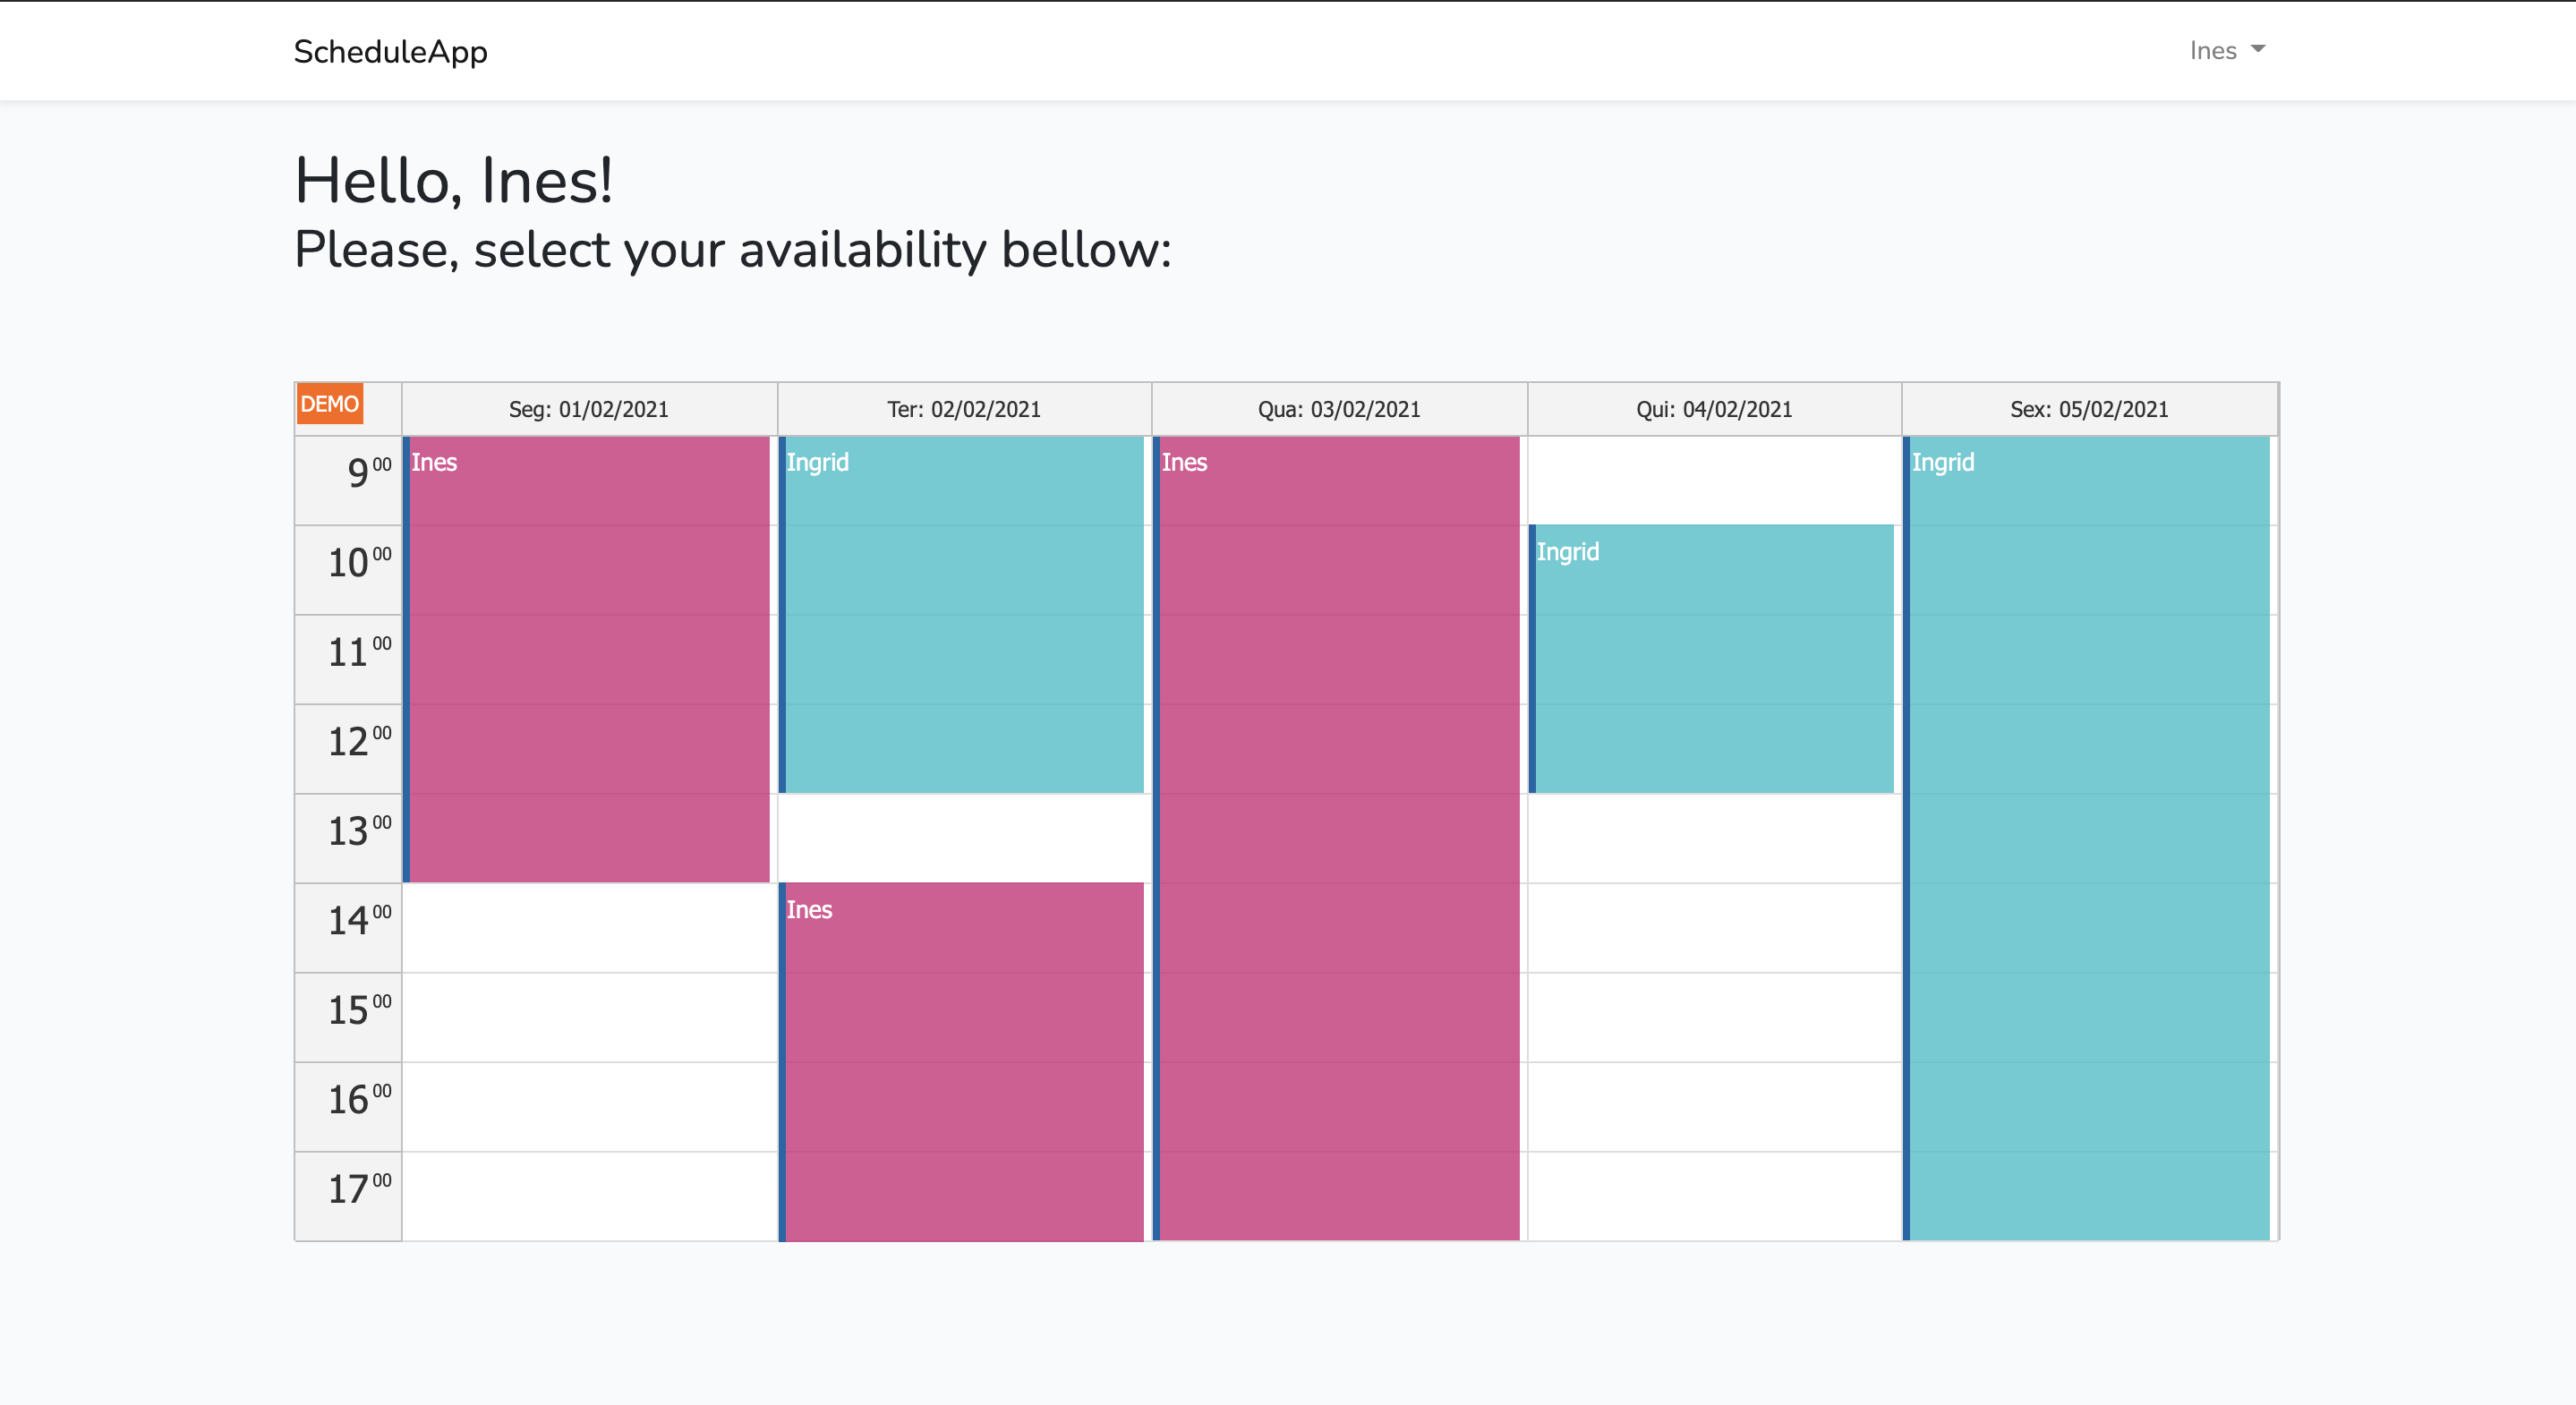 ScheduleApp Ines
Hello, Ines!
Please, select your availability bellow:
DEMO Seg: 01/02/2021 Ter: 02/02/2021 Qua: 03/02/2021 Qui: 04/02/2021 Sex: 05/02/2021
9 00 Ines Ingrid Ines Ingrid
10 00 Ingrid
11 00
12 00
13 00
14 00 Ines
15 00
16 00
17 00